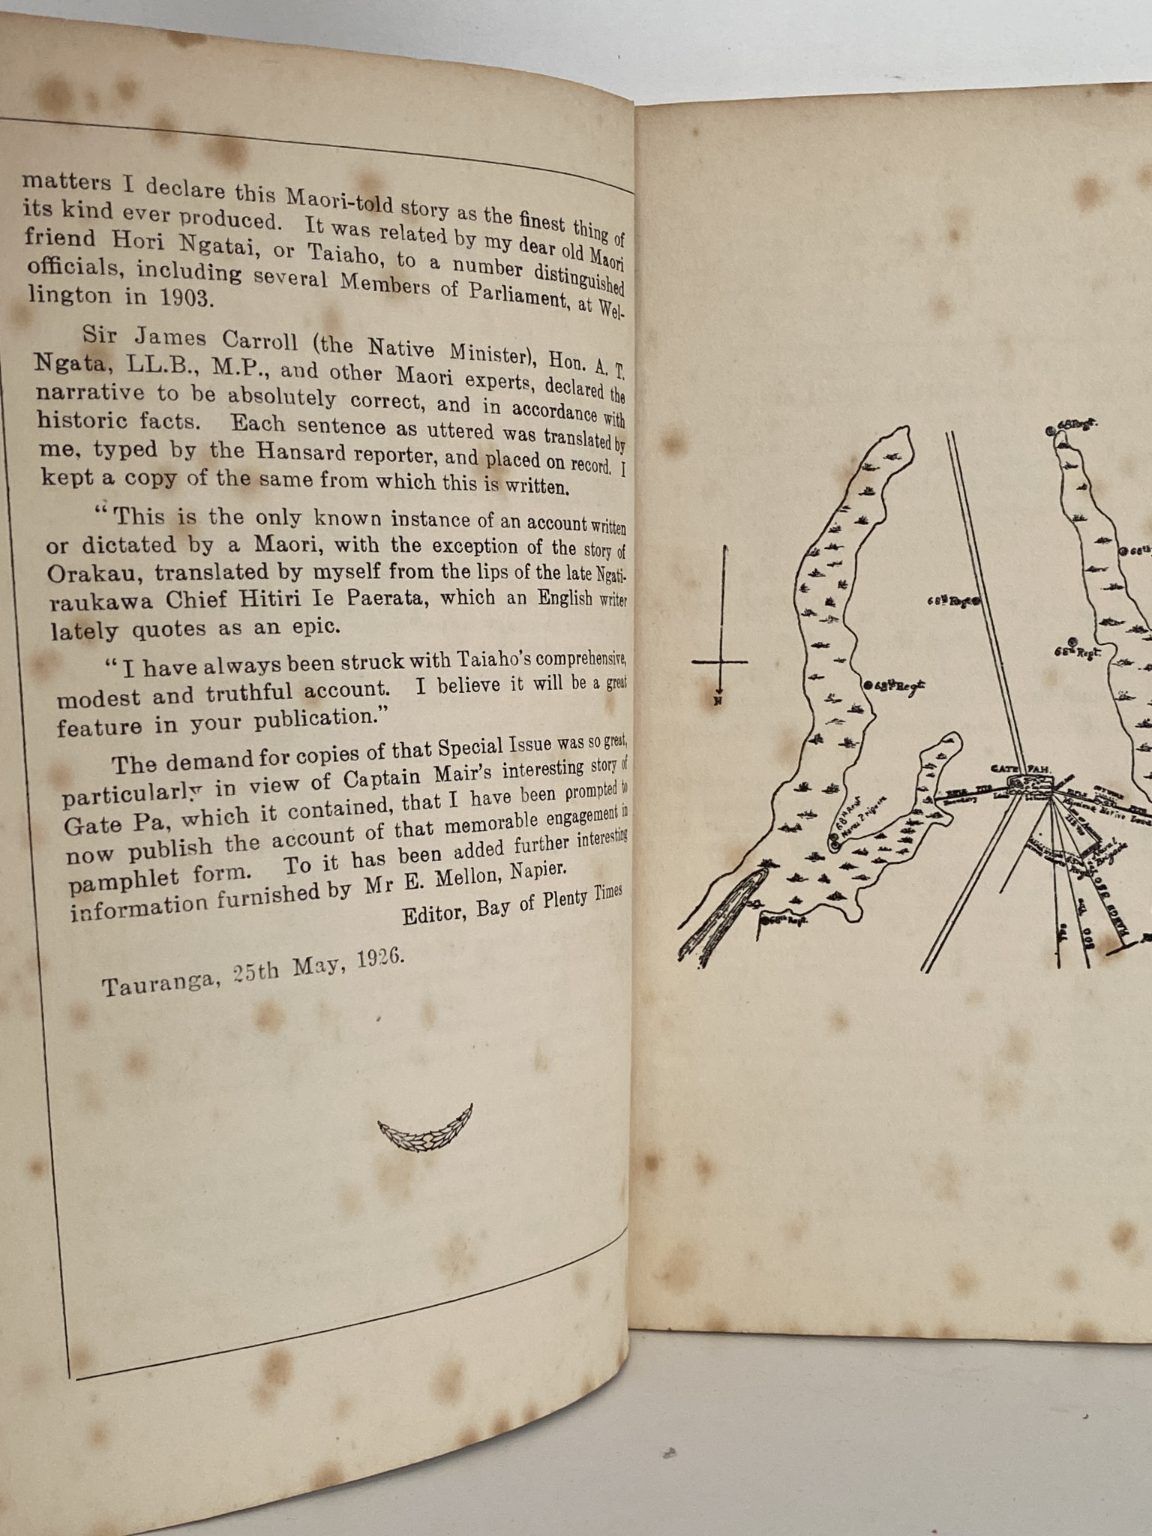 matters I declare this Maori-told story as the finest thing of
its kind ever produced. It was related by my dear old Maori
friend Hori Ngatai, or Taiaho, to a number distinguished
officials, including several Members of Parliament, at Wel-
lington in 1903.
Sir James Carroll (the Native Minister), Hon. A. T.
Ngata, LL.B., M.P., and other Maori experts, declared the
narrative to be absolutely correct, and in accordance with
historic facts. Each sentence as uttered was translated by
me, typed by the Hansard reporter, and placed on record. I
kept a copy of the same from which this is written.
"This is the only known instance of an account written
or dictated by a Maori, with the exception of the story of
Orakau, translated by myself from the lips of the late Ngati-
raukawa Chief Hitiri Ie Paerata, which an English writer
lately quotes as an epic.
"I have always been struck with Taiaho's comprehensive,
modest and truthful account. I believe it will be a great
feature in your publication."
The demand for copies of that Special Issue was so great,
particularly in view of Captain Mair's interesting story of
Gate Pa, which it contained, that I have been prompted to
now publish the account of that memorable engagement in
pamphlet form. To it has been added further interesting
information furnished by Mr E. Mellon, Napier.
Editor, Bay of Plenty Times
Tauranga, 25th May, 1926.
68 Regt.
68th
68th Regt
68th Regt.
68th Regt.
N
GATE PAH.
68th Regt
68th Regt.
700
800